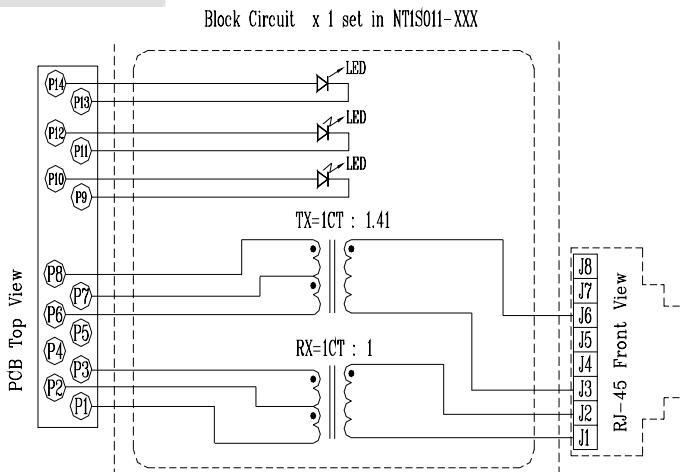 Block Circuit x 1 set in NT1S011-XXX
P14
LED
P13
P12
LED
P11
P10
LED
P9
TX=1CT : 1.41
P8
P7
P6
P5
P4
P3
P2
P1
PCB Top View
RX=1CT : 1
J8
J7
J6
J5
J4
J3
J2
J1
RJ-45 Front View